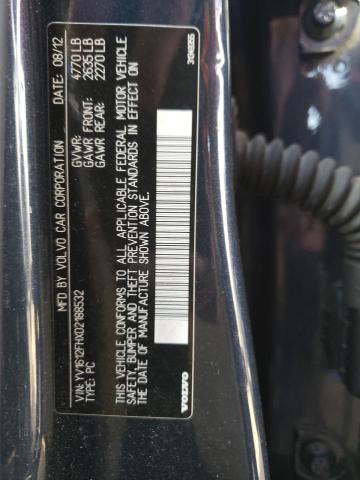 MFD BY VOLVO CAR CORPORATION DATE: 08/12
GVWR: 4770 LB
GAWR FRONT: 2635 LB
GAWR REAR: 2270 LB
VIN: YV1612FHXD2188532
TYPE: PC
THIS VEHICLE CONFORMS TO ALL APPLICABLE FEDERAL MOTOR VEHICLE
SAFETY, BUMPER AND THEFT PREVENTION STANDARDS IN EFFECT ON
THE DATE OF MANUFACTURE SHOWN ABOVE.
VOLVO